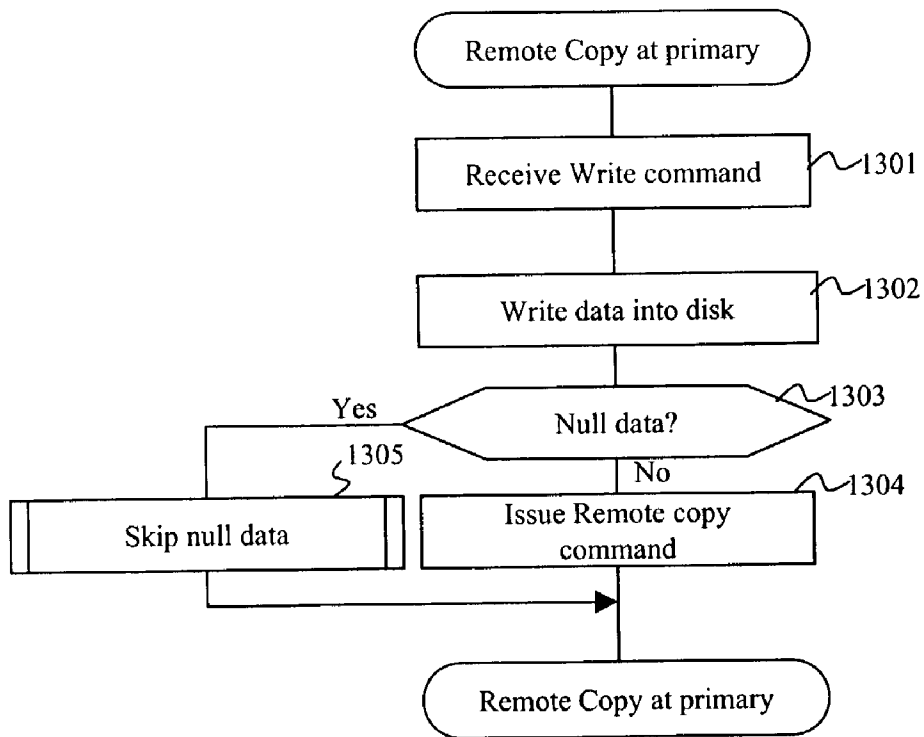 Remote Copy at primary
Receive Write command
1301
Write data into disk
1302
Null data?
1303
Yes
No
1305
Skip null data
1304
Issue Remote copy
command
Remote Copy at primary